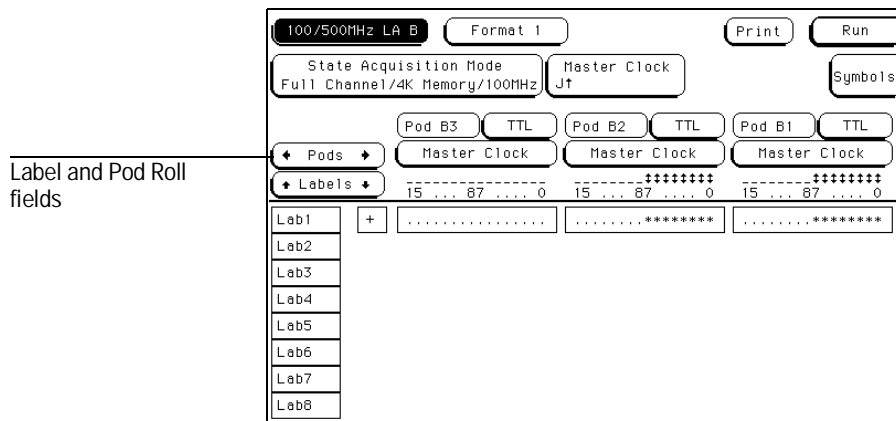 100/500MHz LA B Format 1 Print Run
State Acquisition Mode Master Clock
Full Channel/4K Memory/100MHz J↑
Symbols
Pod B3 TTL Pod B2 TTL Pod B1 TTL
← Pods → Master Clock Master Clock Master Clock
Label and Pod Roll
fields
↑ Labels ↓ --------------- -------↕↕↕↕↕↕↕↕ -------↕↕↕↕↕↕↕↕
15 ... 87 .... 0 15 ... 87 .... 0 15 ... 87 .... 0
Lab1 + ................ ........******** ........********
Lab2
Lab3
Lab4
Lab5
Lab6
Lab7
Lab8